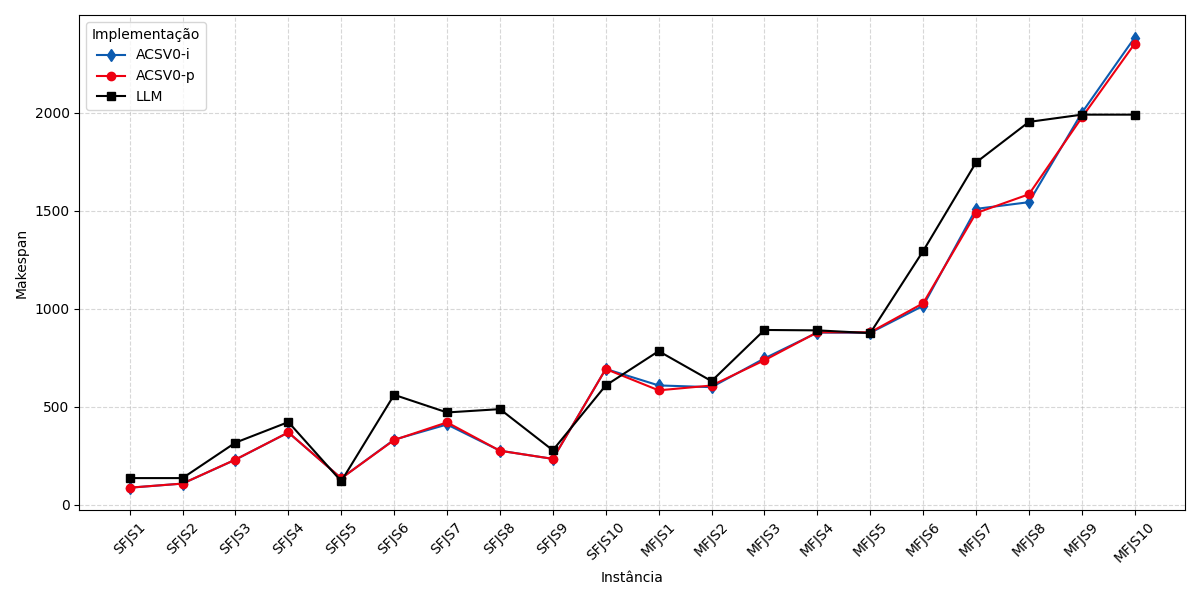 Implementação
ACSV0-i
ACSV0-p
LLM
Makespan
2000
1500
1000
500
0
SFJS1
SFJS2
SFJS3
SFJS4
SFJS5
SFJS6
SFJS7
SFJS8
SFJS9
SFJS10
MFJS1
MFJS2
MFJS3
MFJS4
MFJS5
MFJS6
MFJS7
MFJS8
MFJS9
MFJS10
Instância